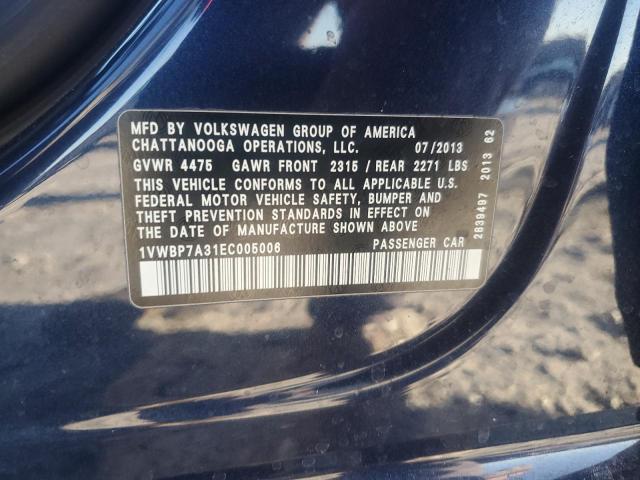 MFD BY VOLKSWAGEN GROUP OF AMERICA
CHATTANOOGA OPERATIONS, LLC. 07/2013
GVWR 4475 GAWR FRONT 2315 / REAR 2271 LBS
THIS VEHICLE CONFORMS TO ALL APPLICABLE U.S.
FEDERAL MOTOR VEHICLE SAFETY, BUMPER AND
THEFT PREVENTION STANDARDS IN EFFECT ON
THE DATE OF MANUFACTURE SHOWN ABOVE
1VWBP7A31EC005006 PASSENGER CAR
2B39497 2013 62